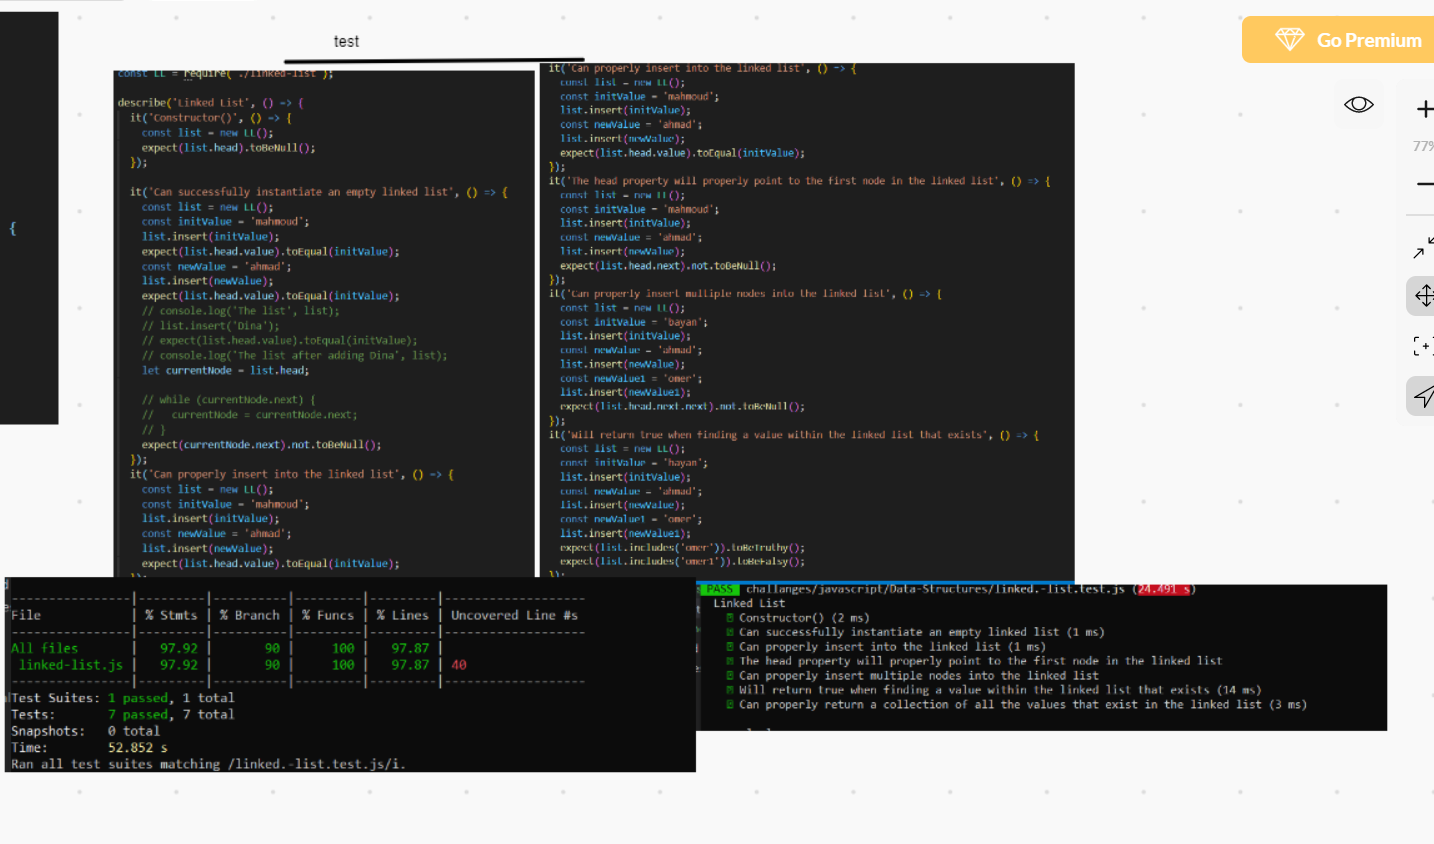 test
Go Premium
77%
{
const LL = require('./linked-list');
describe('Linked List', () => {
it('Constructor()', () => {
const list = new LL();
expect(list.head).toBeNull();
});
it('Can successfully instantiate an empty linked list', () => {
const list = new LL();
const initValue = 'mahmoud';
list.insert(initValue);
expect(list.head.value).toEqual(initValue);
const newValue = 'ahmad';
list.insert(newValue);
expect(list.head.value).toEqual(initValue);
// console.log('The list', list);
// list.insert('Dina');
// expect(list.head.value).toEqual(initValue);
// console.log('The list after adding Dina', list);
let currentNode = list.head;
// while (currentNode.next) {
//   currentNode = currentNode.next;
// }
expect(currentNode.next).not.toBeNull();
});
it('Can properly insert into the linked list', () => {
const list = new LL();
const initValue = 'mahmoud';
list.insert(initValue);
const newValue = 'ahmad';
list.insert(newValue);
expect(list.head.value).toEqual(initValue);
});
it('Can properly insert into the linked list', () => {
const list = new LL();
const initValue = 'mahmoud';
list.insert(initValue);
const newValue = 'ahmad';
list.insert(newValue);
expect(list.head.value).toEqual(initValue);
});
it('The head property will properly point to the first node in the linked list', () => {
const list = new LL();
const initValue = 'mahmoud';
list.insert(initValue);
const newValue = 'ahmad';
list.insert(newValue);
expect(list.head.next).not.toBeNull();
});
it('Can properly insert multiple nodes into the linked list', () => {
const list = new LL();
const initValue = 'bayan';
list.insert(initValue);
const newValue = 'ahmad';
list.insert(newValue);
const newValue1 = 'omer';
list.insert(newValue1);
expect(list.head.next.next).not.toBeNull();
});
it('Will return true when finding a value within the linked list that exists', () => {
const list = new LL();
const initValue = 'bayan';
list.insert(initValue);
const newValue = 'ahmad';
list.insert(newValue);
const newValue1 = 'omer';
list.insert(newValue1);
expect(list.includes('omer')).toBeTruthy();
expect(list.includes('omer1')).toBeFalsy();
});
File | % Stmts | % Branch | % Funcs | % Lines | Uncovered Line #s
All files | 97.92 | 90 | 100 | 97.87 |
linked-list.js | 97.92 | 90 | 100 | 97.87 | 40
Test Suites: 1 passed, 1 total
Tests: 7 passed, 7 total
Snapshots: 0 total
Time: 52.852 s
Ran all test suites matching /linked.-list.test.js/i.
PASS challanges/javascript/Data-Structures/linked.-list.test.js (24.491 s)
Linked List
Constructor() (2 ms)
Can successfully instantiate an empty linked list (1 ms)
Can properly insert into the linked list (1 ms)
The head property will properly point to the first node in the linked list
Can properly insert multiple nodes into the linked list
Will return true when finding a value within the linked list that exists (14 ms)
Can properly return a collection of all the values that exist in the linked list (3 ms)